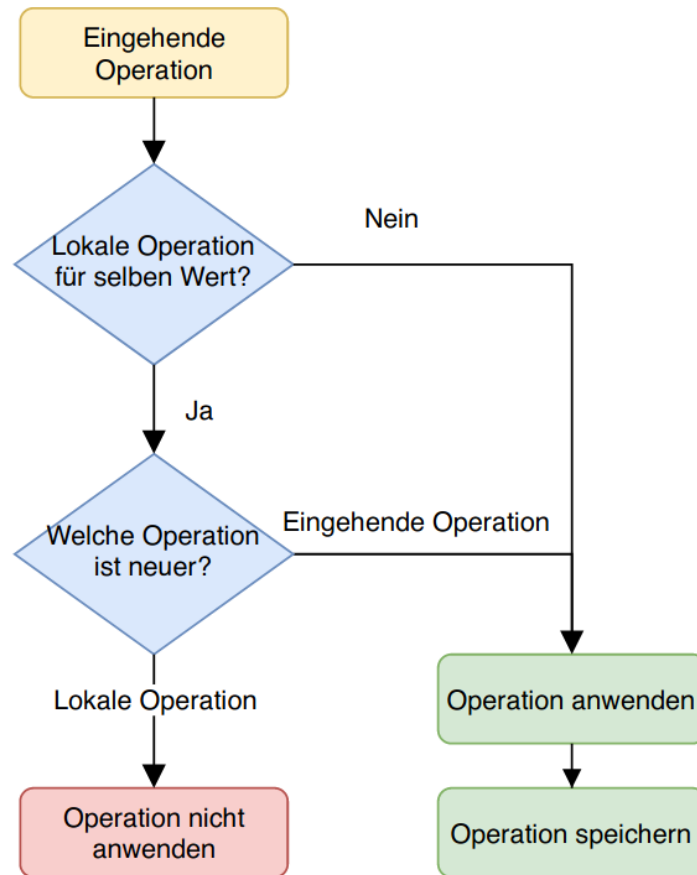 Eingehende
Operation
Nein
Lokale Operation
für selben Wert?
Ja
Eingehende Operation
Welche Operation
ist neuer?
Lokale Operation
Operation anwenden
Operation nicht
anwenden
Operation speichern